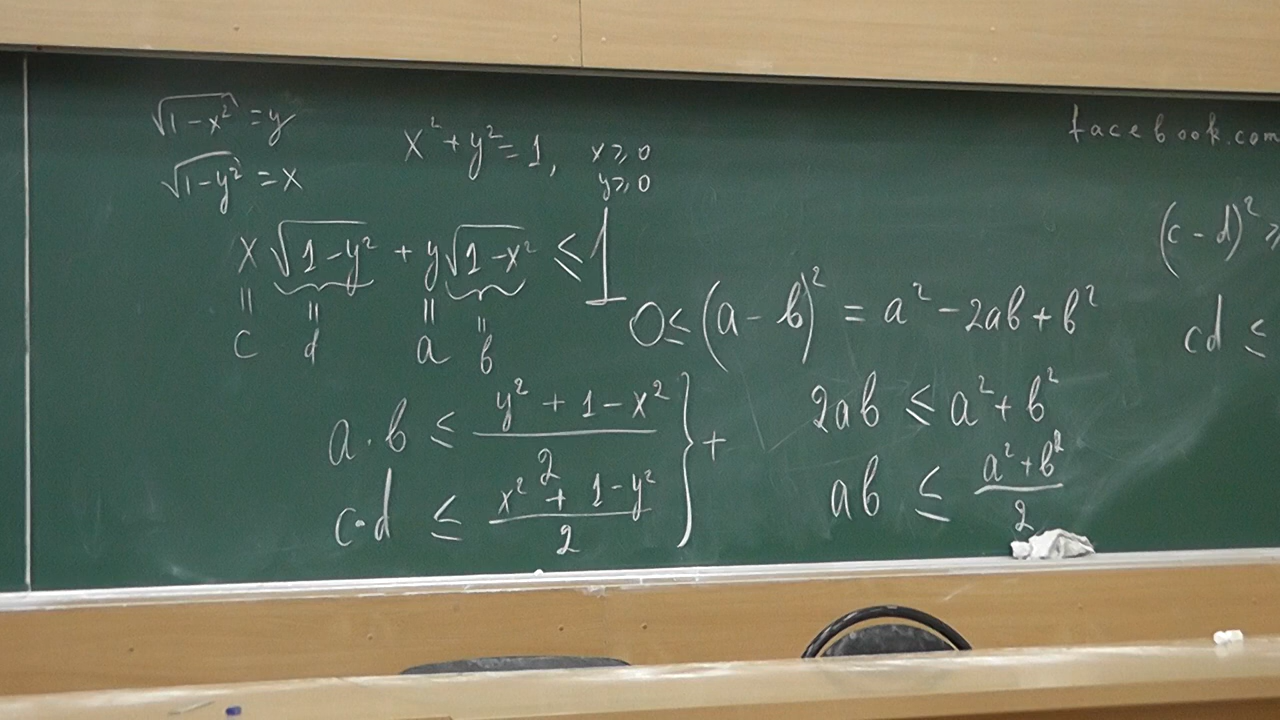 √1-x² = y
√1-y² = x
x² + y² = 1, x ⩾ 0
y ⩾ 0
x √1-y² + y √1-x² ≤ 1
c d a b
a · b ≤ (y² + 1 - x²)/2
c · d ≤ (x² + 1 - y²)/2
+
0 ≤ (a - b)² = a² - 2ab + b²
2ab ≤ a² + b²
ab ≤ (a² + b²)/2
facebook.com
(c - d)² ⩾
cd ≤